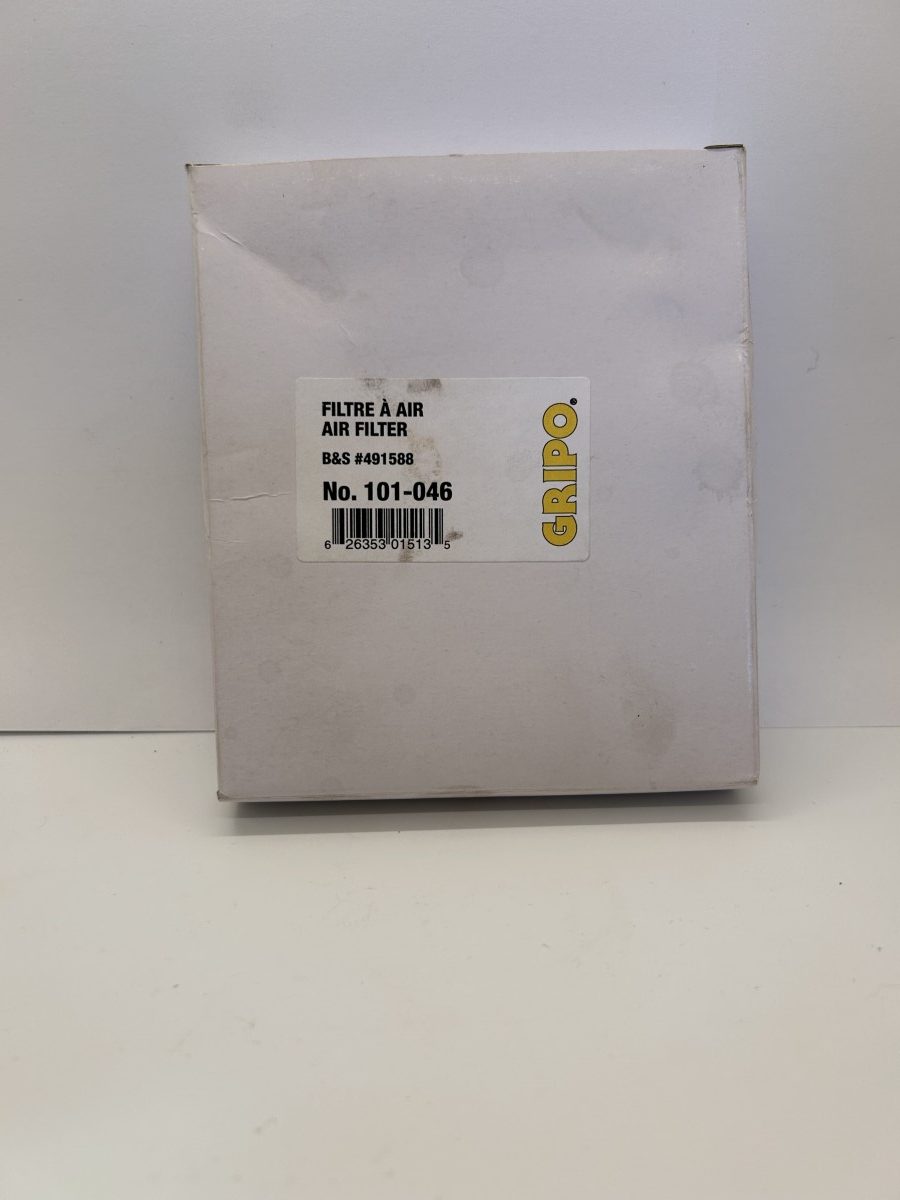 FILTRE À AIR
AIR FILTER
B&S #491588
No. 101-046
6 26353 01513 5
GRIPO®